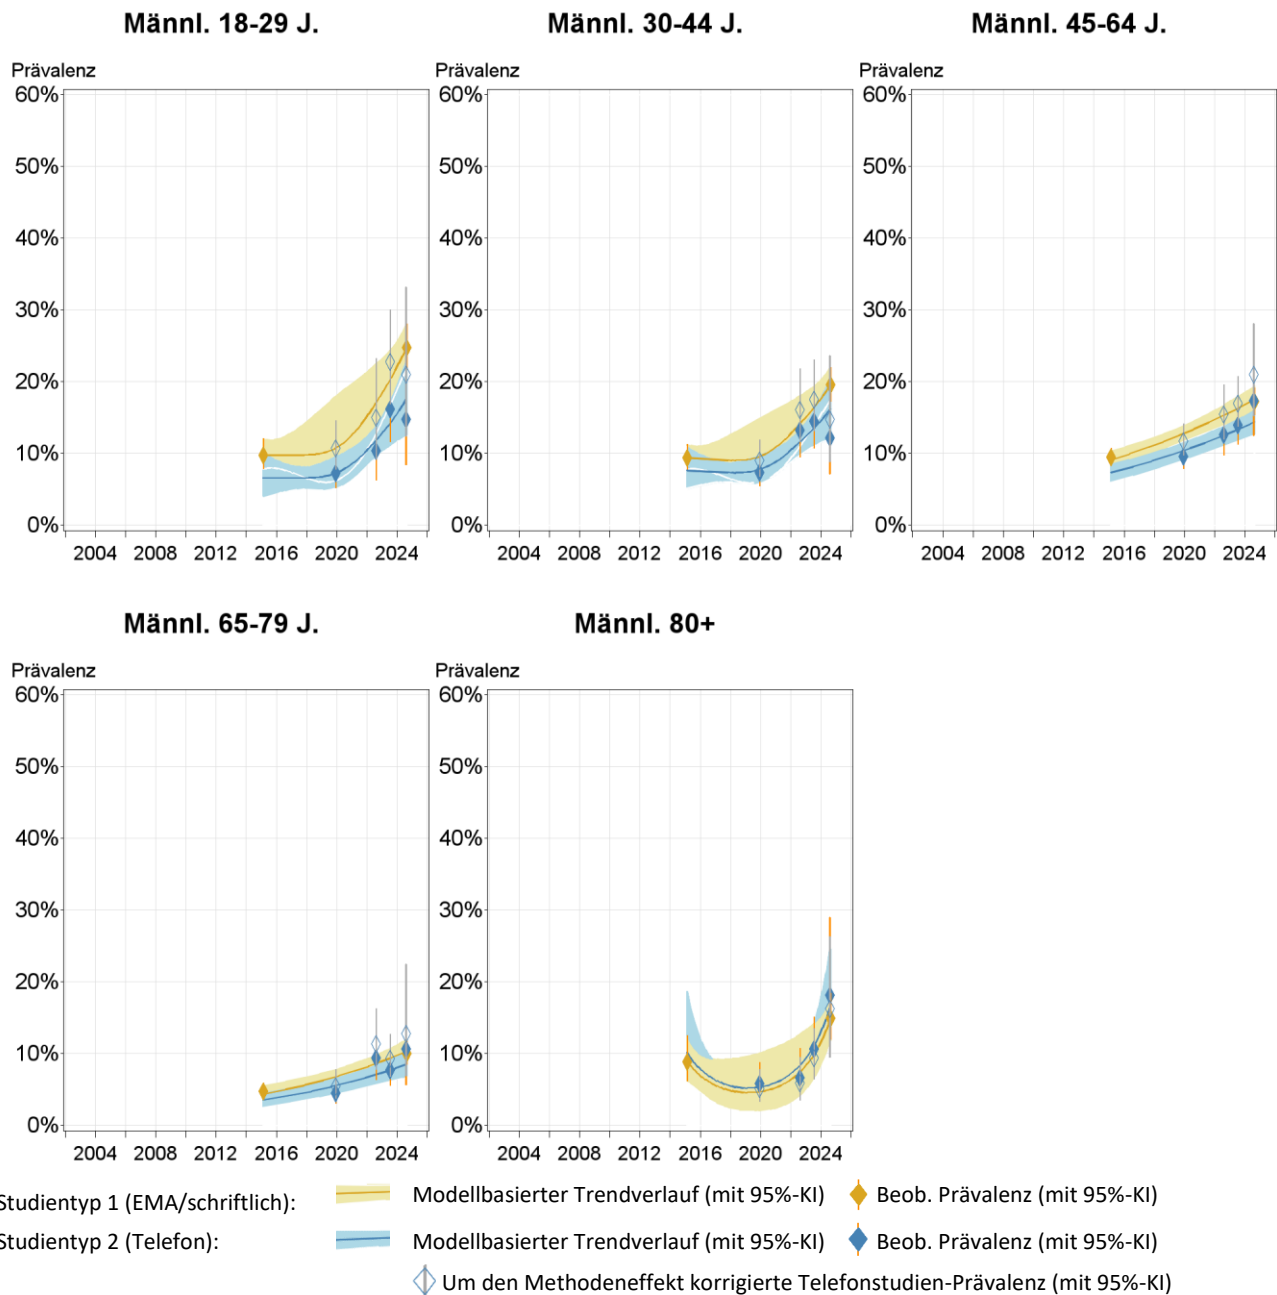 Männl. 18-29 J.
Männl. 30-44 J.
Männl. 45-64 J.
Prävalenz
60%
50%
40%
30%
20%
10%
0%
2004 2008 2012 2016 2020 2024
Prävalenz
60%
50%
40%
30%
20%
10%
0%
2004 2008 2012 2016 2020 2024
Prävalenz
60%
50%
40%
30%
20%
10%
0%
2004 2008 2012 2016 2020 2024
Männl. 65-79 J.
Männl. 80+
Prävalenz
60%
50%
40%
30%
20%
10%
0%
2004 2008 2012 2016 2020 2024
Prävalenz
60%
50%
40%
30%
20%
10%
0%
2004 2008 2012 2016 2020 2024
Studientyp 1 (EMA/schriftlich): Modellbasierter Trendverlauf (mit 95%-KI) Beob. Prävalenz (mit 95%-KI)
Studientyp 2 (Telefon): Modellbasierter Trendverlauf (mit 95%-KI) Beob. Prävalenz (mit 95%-KI)
Um den Methodeneffekt korrigierte Telefonstudien-Prävalenz (mit 95%-KI)